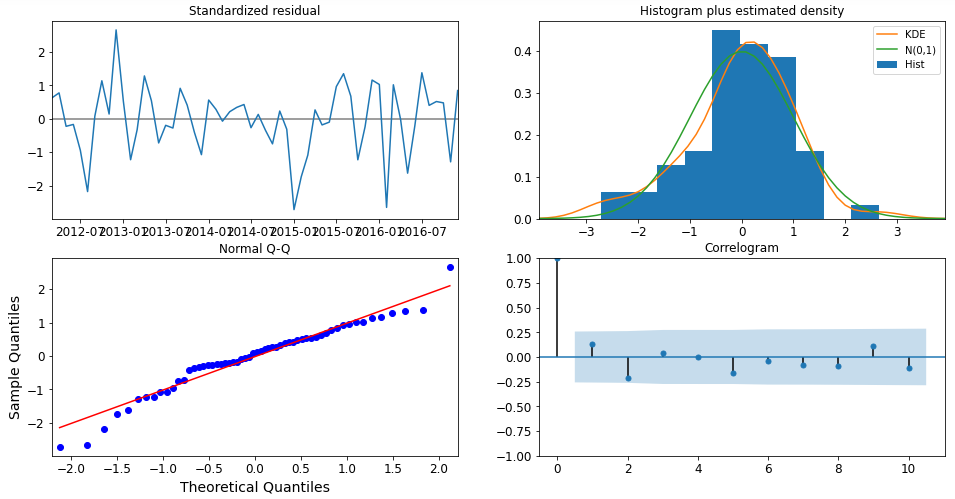 Standardized residual
2
1
0
−1
−2
2012-07 2013-01 2013-07 2014-01 2014-07 2015-01 2015-07 2016-01 2016-07
Histogram plus estimated density
KDE
N(0,1)
Hist
0.4
0.3
0.2
0.1
0.0
−3 −2 −1 0 1 2 3
Normal Q-Q
Sample Quantiles
2
1
0
−1
−2
−2.0 −1.5 −1.0 −0.5 0.0 0.5 1.0 1.5 2.0
Theoretical Quantiles
Correlogram
1.00
0.75
0.50
0.25
0.00
−0.25
−0.50
−0.75
−1.00
0 2 4 6 8 10